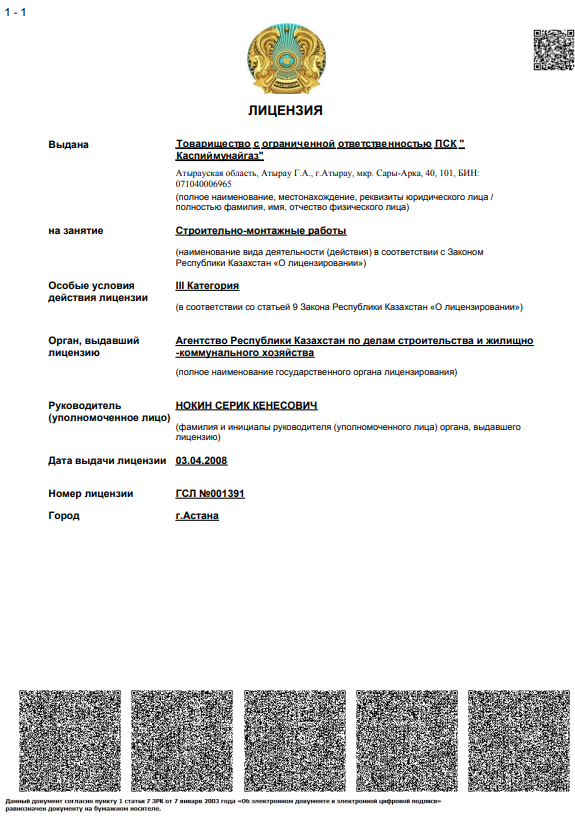 1 - 1
ҚАЗАҚСТАН
ЛИЦЕНЗИЯ
Выдана
Товарищество с ограниченной ответственностью ПСК "
Каспиймунайгаз"
Атырауская область, Атырау Г.А., г.Атырау, мкр. Сары-Арка, 40, 101, БИН:
071040006965
(полное наименование, местонахождение, реквизиты юридического лица /
полностью фамилия, имя, отчество физического лица)
на занятие
Строительно-монтажные работы
(наименование вида деятельности (действия) в соответствии с Законом
Республики Казахстан «О лицензировании»)
Особые условия
действия лицензии
III Категория
(в соответствии со статьей 9 Закона Республики Казахстан «О лицензировании»)
Орган, выдавший
лицензию
Агентство Республики Казахстан по делам строительства и жилищно
-коммунального хозяйства
(полное наименование государственного органа лицензирования)
Руководитель
(уполномоченное лицо)
НОКИН СЕРИК КЕНЕСОВИЧ
(фамилия и инициалы руководителя (уполномоченного лица) органа, выдавшего
лицензию)
Дата выдачи лицензии
03.04.2008
Номер лицензии
ГСЛ №001391
Город
г.Астана
Данный документ согласно пункту 1 статьи 7 ЗРК от 7 января 2003 года «Об электронном документе и электронной цифровой подписи»
равнозначен документу на бумажном носителе.